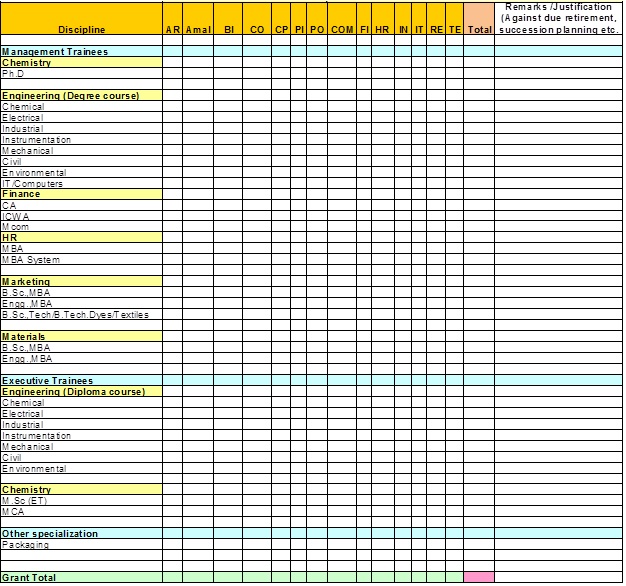 Discipline AR Amal BI CO CP PI PO COM FI HR IN IT RE TE Total Remarks /Justification
(Against due retirement,
succession planning etc.
Management Trainees
Chemistry
Ph.D
Engineering (Degree course)
Chemical
Electrical
Industrial
Instrumentation
Mechanical
Civil
Environmental
IT/Computers
Finance
CA
ICWA
Mcom
HR
MBA
MBA System
Marketing
B.Sc.,MBA
Engg.,MBA
B.Sc.,Tech/B.Tech.Dyes/Textiles
Materials
B.Sc.,MBA
Engg.,MBA
Executive Trainees
Engineering (Diploma course)
Chemical
Electrical
Industrial
Instrumentation
Mechanical
Civil
Environmental
Chemistry
M.Sc (ET)
MCA
Other specialization
Packaging
Grant Total